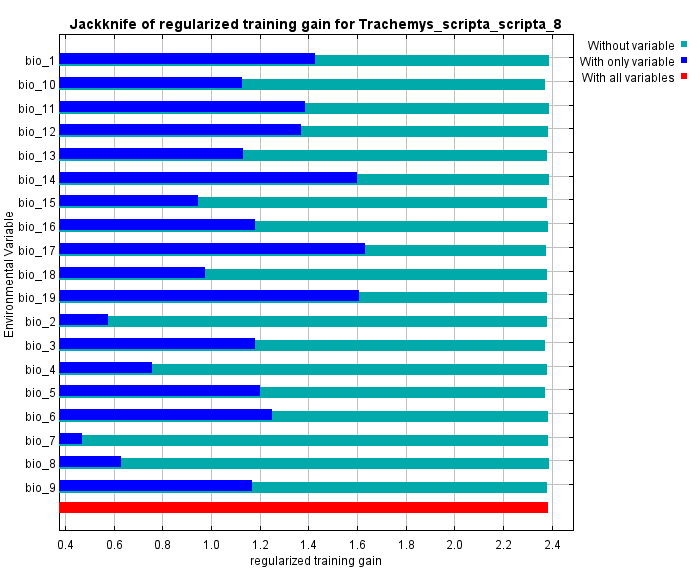 Jackknife of regularized training gain for Trachemys_scripta_scripta_8
Without variable
With only variable
With all variables
Environmental Variable
bio_1
bio_10
bio_11
bio_12
bio_13
bio_14
bio_15
bio_16
bio_17
bio_18
bio_19
bio_2
bio_3
bio_4
bio_5
bio_6
bio_7
bio_8
bio_9
0.4 0.6 0.8 1.0 1.2 1.4 1.6 1.8 2.0 2.2 2.4
regularized training gain